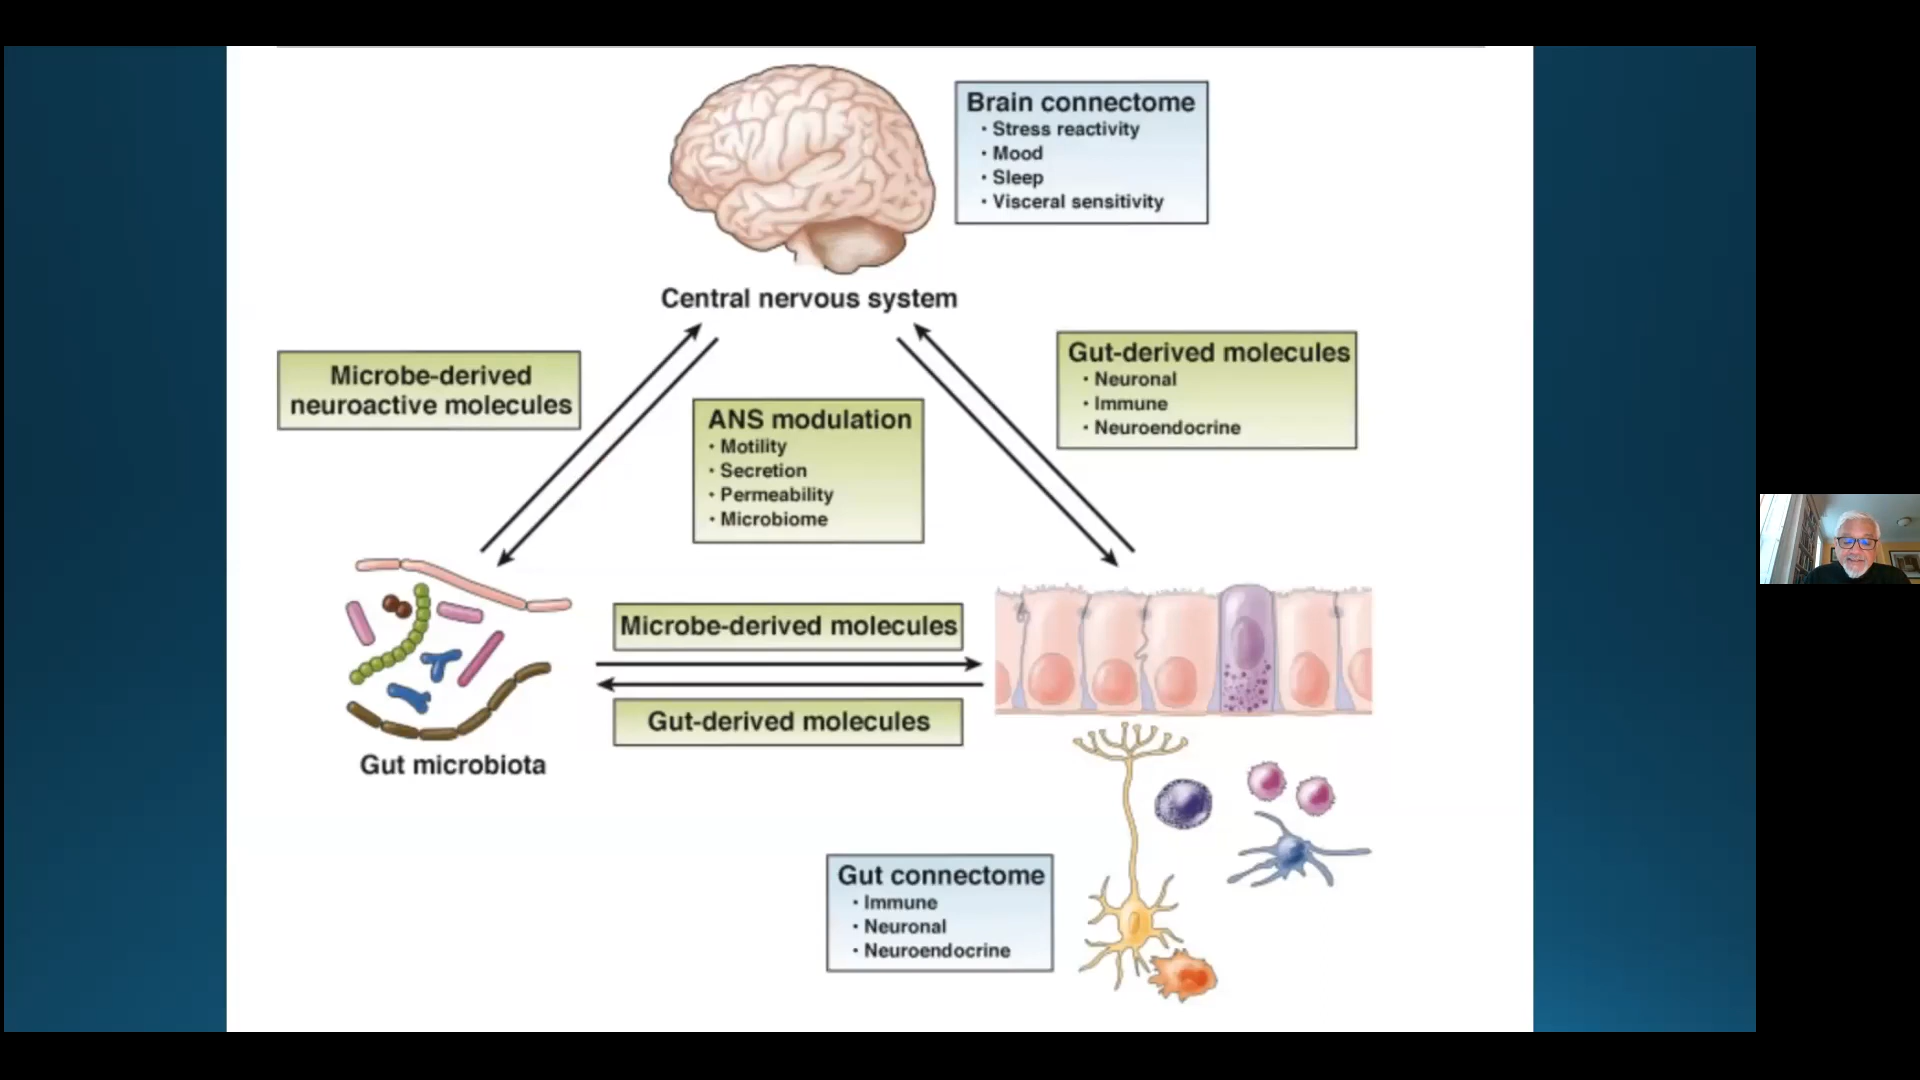 Brain connectome
· Stress reactivity
· Mood
· Sleep
· Visceral sensitivity
Central nervous system
Microbe-derived
neuroactive molecules
Gut-derived molecules
· Neuronal
· Immune
· Neuroendocrine
ANS modulation
· Motility
· Secretion
· Permeability
· Microbiome
Microbe-derived molecules
Gut-derived molecules
Gut microbiota
Gut connectome
· Immune
· Neuronal
· Neuroendocrine